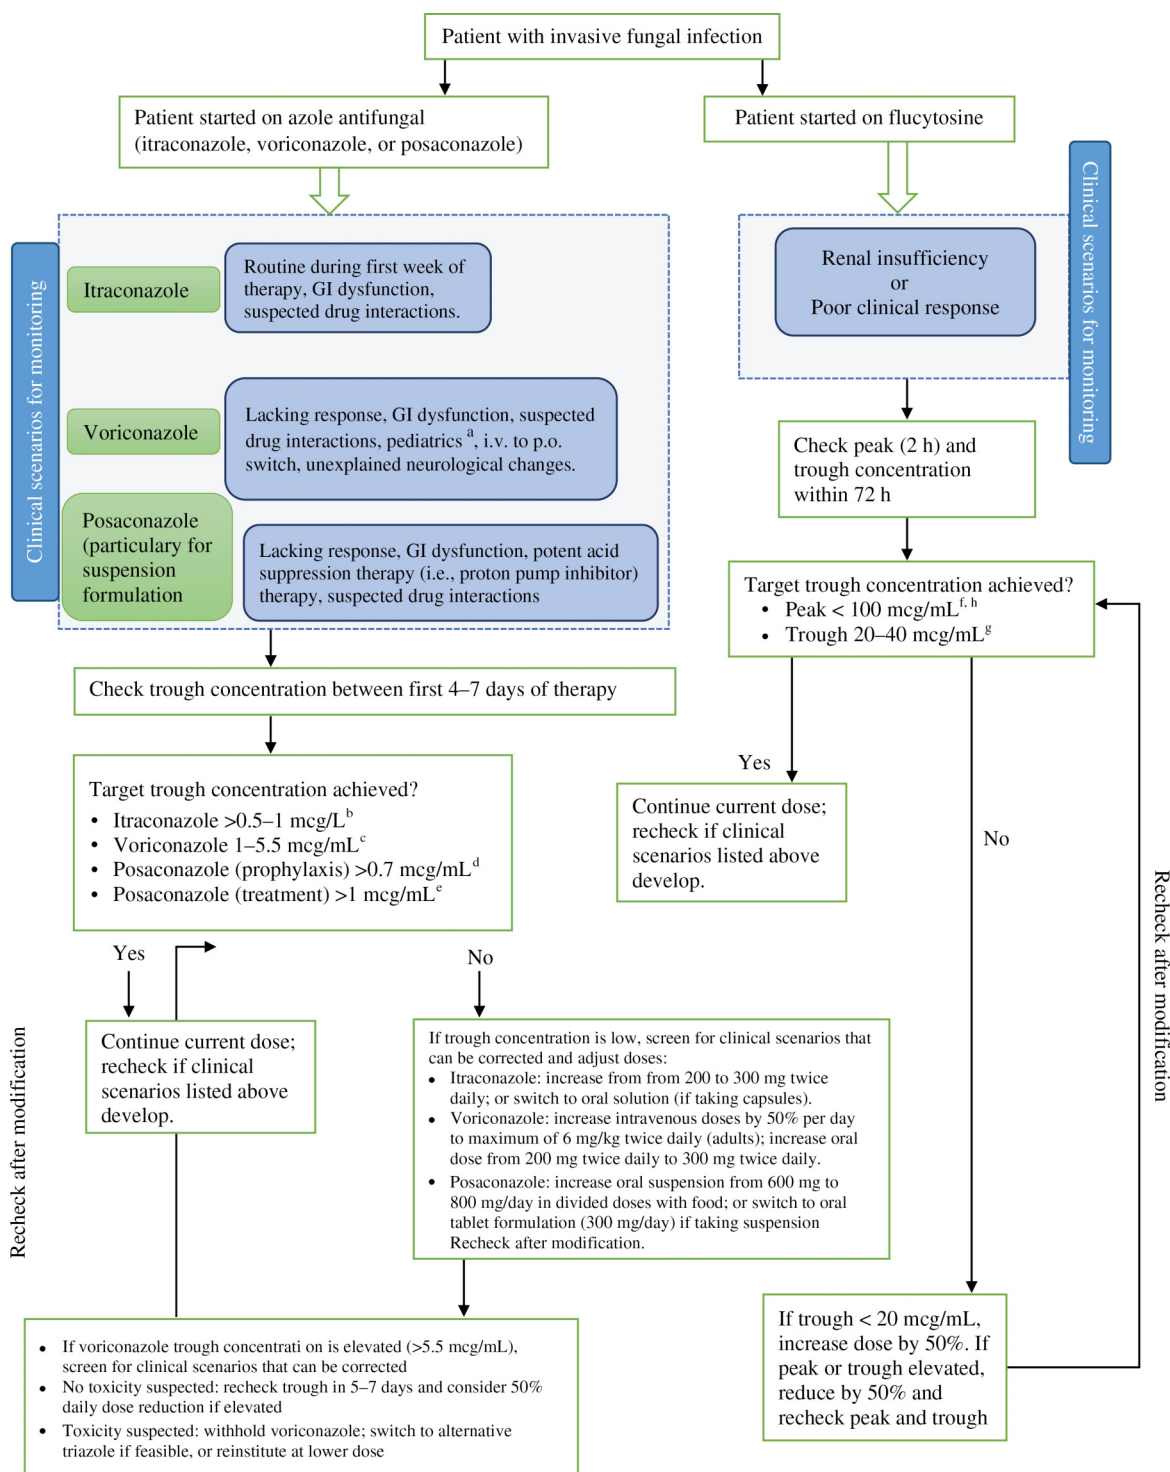 Patient with invasive fungal infection
Patient started on azole antifungal
(itraconazole, voriconazole, or posaconazole)
Patient started on flucytosine
Clinical scenarios for monitoring
Itraconazole
Routine during first week of
therapy, GI dysfunction,
suspected drug interactions.
Voriconazole
Lacking response, GI dysfunction, suspected
drug interactions, pediatrics a, i.v. to p.o.
switch, unexplained neurological changes.
Posaconazole
(particulary for
suspension
formulation
Lacking response, GI dysfunction, potent acid
suppression therapy (i.e., proton pump inhibitor)
therapy, suspected drug interactions
Clinical scenarios for monitoring
Renal insufficiency
or
Poor clinical response
Check peak (2 h) and
trough concentration
within 72 h
Target trough concentration achieved?
• Peak < 100 mcg/mL f, h
• Trough 20–40 mcg/mL g
Check trough concentration between first 4–7 days of therapy
Target trough concentration achieved?
• Itraconazole >0.5–1 mcg/L b
• Voriconazole 1–5.5 mcg/mL c
• Posaconazole (prophylaxis) >0.7 mcg/mL d
• Posaconazole (treatment) >1 mcg/mL e
Yes
Continue current dose;
recheck if clinical
scenarios listed above
develop.
No
Recheck after modification
Yes
No
Continue current dose;
recheck if clinical
scenarios listed above
develop.
Recheck after modification
If trough concentration is low, screen for clinical scenarios that
can be corrected and adjust doses:
• Itraconazole: increase from from 200 to 300 mg twice
daily; or switch to oral solution (if taking capsules).
• Voriconazole: increase intravenous doses by 50% per day
to maximum of 6 mg/kg twice daily (adults); increase oral
dose from 200 mg twice daily to 300 mg twice daily.
• Posaconazole: increase oral suspension from 600 mg to
800 mg/day in divided doses with food; or switch to oral
tablet formulation (300 mg/day) if taking suspension
Recheck after modification.
• If voriconazole trough concentrati on is elevated (>5.5 mcg/mL),
screen for clinical scenarios that can be corrected
• No toxicity suspected: recheck trough in 5–7 days and consider 50%
daily dose reduction if elevated
• Toxicity suspected: withhold voriconazole; switch to alternative
triazole if feasible, or reinstitute at lower dose
If trough < 20 mcg/mL,
increase dose by 50%. If
peak or trough elevated,
reduce by 50% and
recheck peak and trough